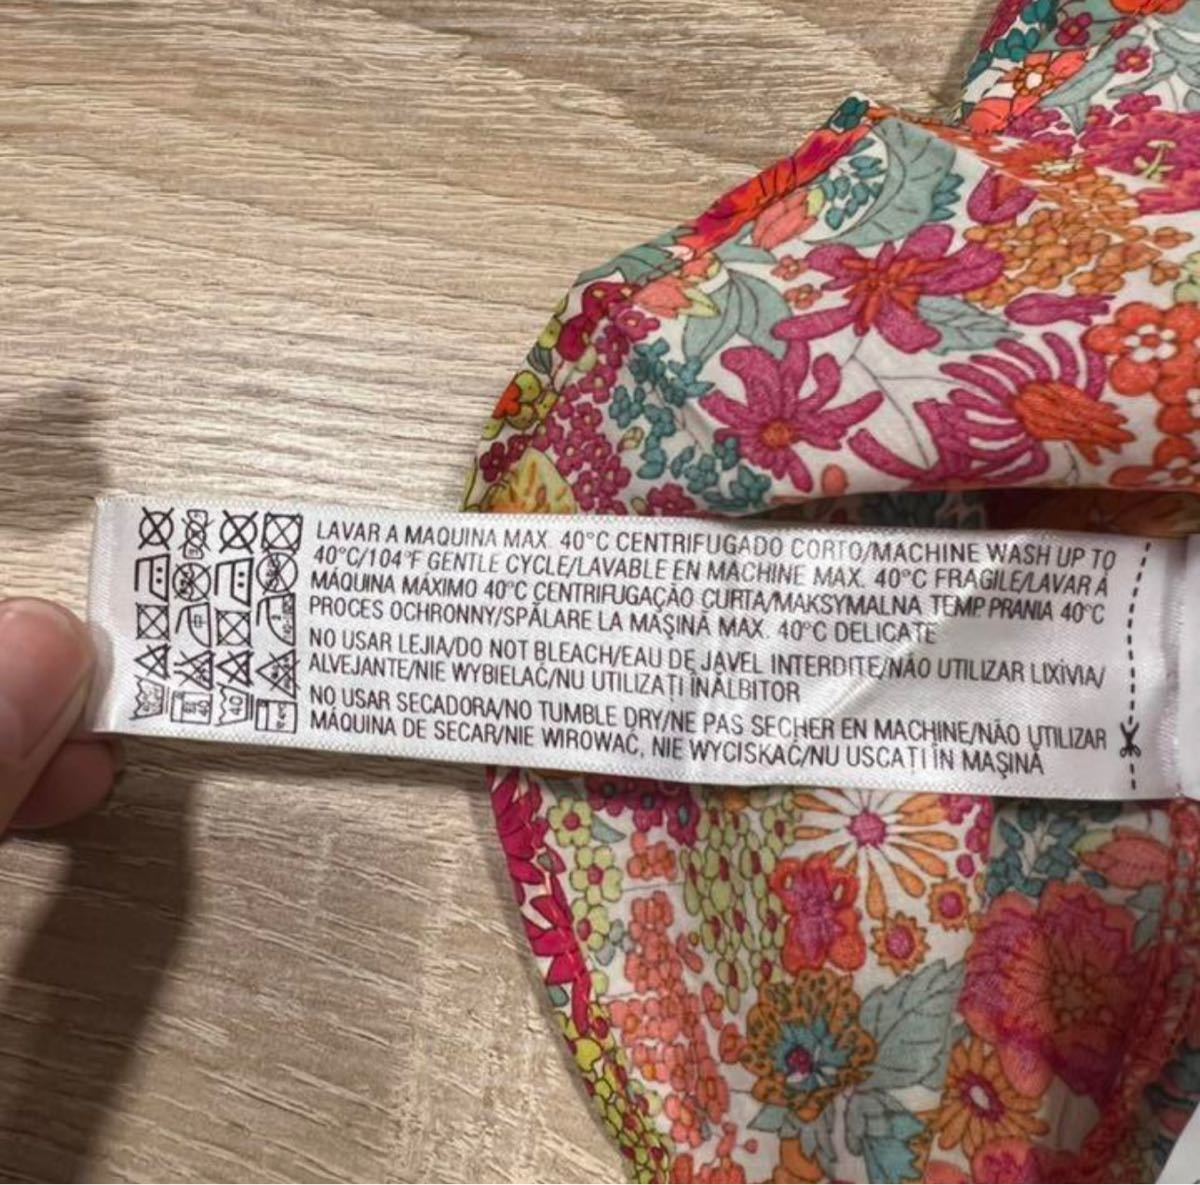 LAVAR A MAQUINA MAX. 40°C CENTRIFUGADO CORTO/MACHINE WASH UP TO
40°C/104°F GENTLE CYCLE/LAVABLE EN MACHINE MAX. 40°C FRAGILE/LAVAR À
MÁQUINA MÁXIMO 40°C CENTRIFUGAÇÃO CURTA/MAKSYMALNA TEMP PRANIA 40°C
PROCES OCHRONNY/SPĂLARE LA MAŞINĂ MAX. 40°C DELICATE
NO USAR LEJIA/DO NOT BLEACH/EAU DE JAVEL INTERDITE/NÃO UTILIZAR LIXÍVIA/
ALVEJANTE/NIE WYBIELAĆ/NU UTILIZAȚI ÎNĂLBITOR
NO USAR SECADORA/NO TUMBLE DRY/NE PAS SECHER EN MACHINE/NÃO UTILIZAR
MÁQUINA DE SECAR/NIE WIROWAĆ, NIE WYCISKAĆ/NU USCAȚI ÎN MAŞINĂ